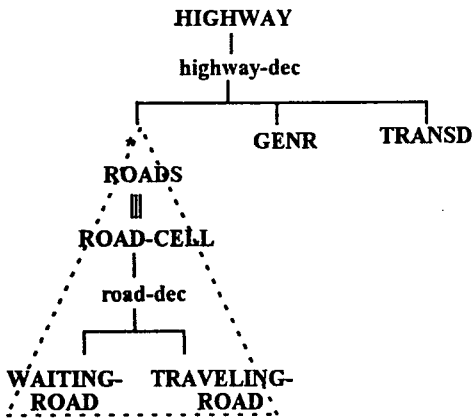 HIGHWAY
highway-dec
GENR
TRANSD
*
ROADS
ROAD-CELL
road-dec
WAITING-
ROAD
TRAVELING-
ROAD